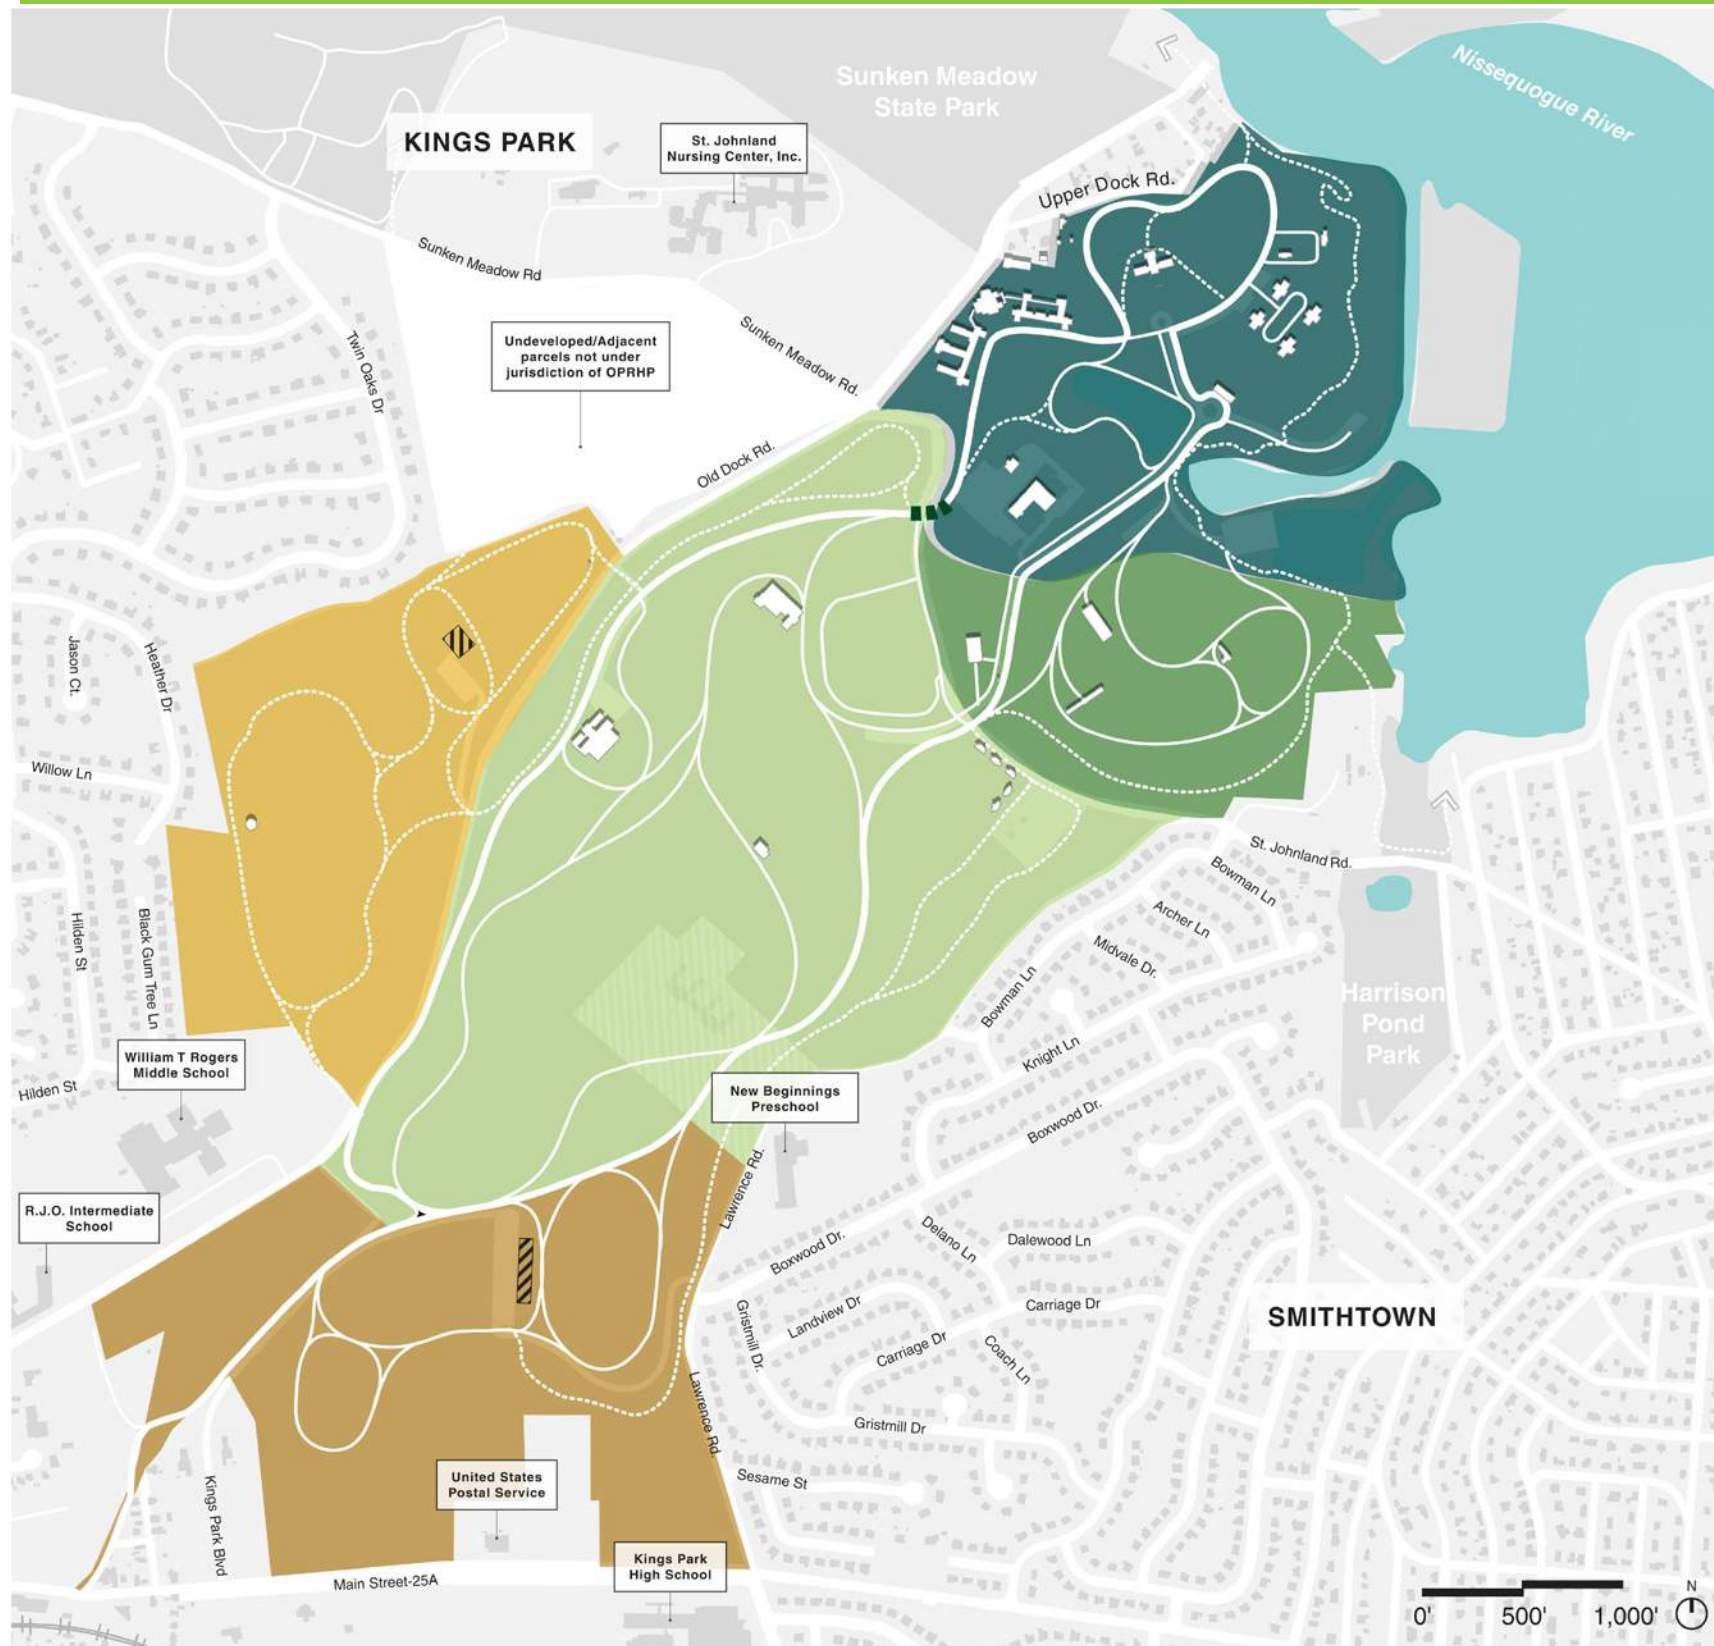 Nissequogue River
Sunken Meadow
State Park
KINGS PARK
St. Johnland
Nursing Center, Inc.
Upper Dock Rd.
Sunken Meadow Rd
Undeveloped/Adjacent
parcels not under
jurisdiction of OPRHP
Sunken Meadow Rd.
Twin Oaks Dr
Old Dock Rd.
Jason Ct.
Heather Dr
Willow Ln
St. Johnland Rd.
Bowman Ln
Archer Ln
Midvale Dr.
Hilden St
Black Gum Tree Ln
Bowman Ln
Harrison
Pond
Park
Knight Ln
William T Rogers
Middle School
Hilden St
New Beginnings
Preschool
Boxwood Dr.
Lawrence Rd.
R.J.O. Intermediate
School
Boxwood Dr.
Delano Ln
Dalewood Ln
Gristmill Dr.
Landview Dr
Carriage Dr
Carriage Dr
Coach Ln
SMITHTOWN
Lawrence Rd.
Gristmill Dr
Sesame St
Kings Park Blvd
United States
Postal Service
Kings Park
High School
Main Street-25A
N
0' 500' 1,000'